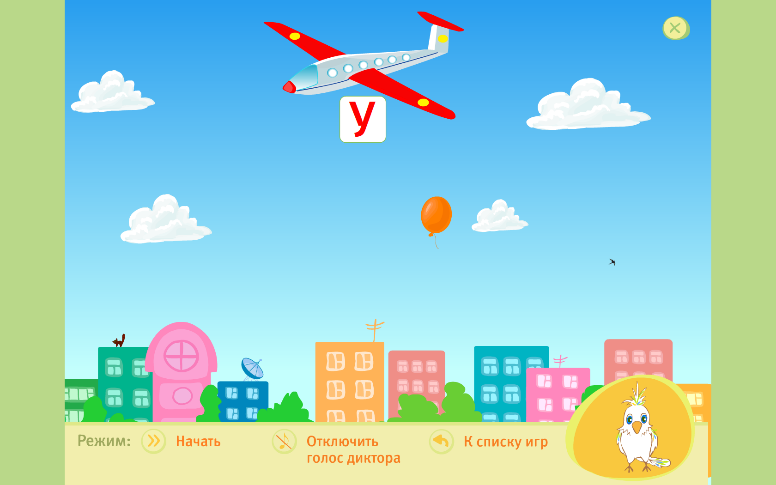 у
Режим:
Начать
Отключить
голос диктора
К списку игр